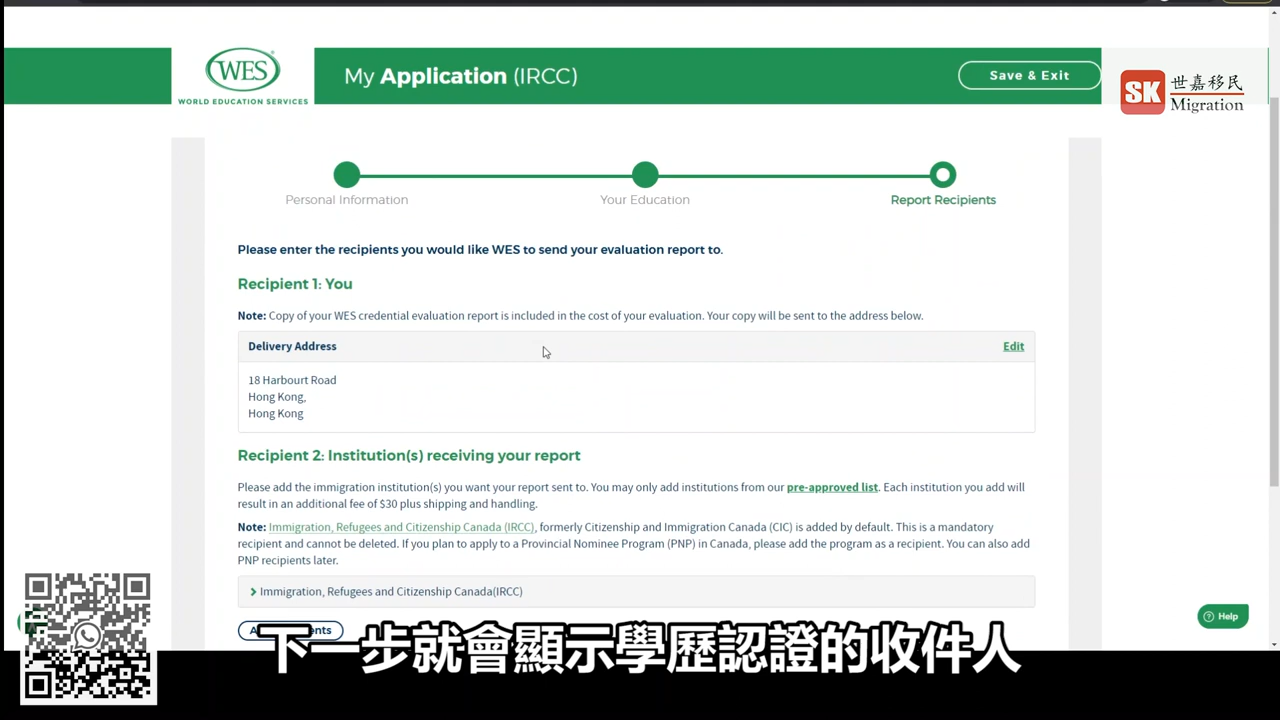 WES
WORLD EDUCATION SERVICES
My Application (IRCC)
Save & Exit
SK 世嘉移民
Migration
Personal Information
Your Education
Report Recipients
Please enter the recipients you would like WES to send your evaluation report to.
Recipient 1: You
Note: Copy of your WES credential evaluation report is included in the cost of your evaluation. Your copy will be sent to the address below.
Delivery Address
Edit
18 Harbourt Road
Hong Kong,
Hong Kong
Recipient 2: Institution(s) receiving your report
Please add the immigration institution(s) you want your report sent to. You may only add institutions from our pre-approved list. Each institution you add will
result in an additional fee of $30 plus shipping and handling.
Note: Immigration, Refugees and Citizenship Canada (IRCC), formerly Citizenship and Immigration Canada (CIC) is added by default. This is a mandatory
recipient and cannot be deleted. If you plan to apply to a Provincial Nominee Program (PNP) in Canada, please add the program as a recipient. You can also add
PNP recipients later.
Immigration, Refugees and Citizenship Canada(IRCC)
Help
下一步就會顯示學歷認證的收件人